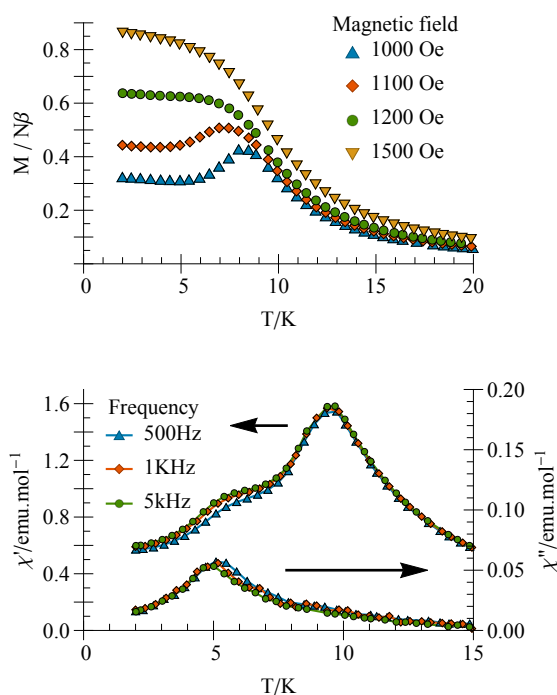 Magnetic field
1000 Oe
1100 Oe
1200 Oe
1500 Oe
M / Nβ
0.8
0.6
0.4
0.2
0 5 10 15 20
T/K
Frequency
500Hz
1KHz
5kHz
χ'/emu.mol⁻¹
1.6
1.2
0.8
0.4
0.0
χ''/emu.mol⁻¹
0.20
0.15
0.10
0.05
0.00
0 5 10 15
T/K